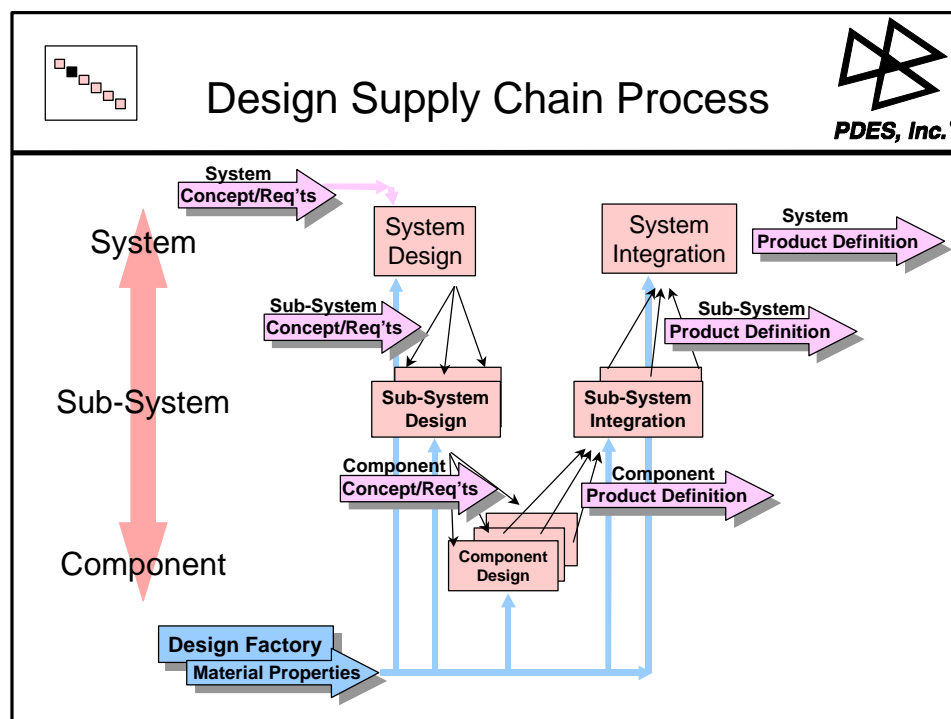 Design Supply Chain Process
PDES, Inc.
System
Concept/Req'ts
System
System
Design
System
Integration
System
Product Definition
Sub-System
Concept/Req'ts
Sub-System
Product Definition
Sub-System
Sub-System
Design
Sub-System
Integration
Component
Concept/Req'ts
Component
Product Definition
Component
Component
Design
Design Factory
Material Properties